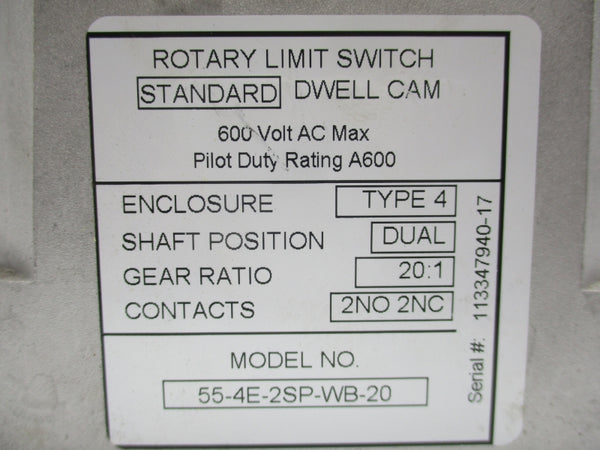 ROTARY LIMIT SWITCH
STANDARD DWELL CAM
600 Volt AC Max
Pilot Duty Rating A600
ENCLOSURE TYPE 4
SHAFT POSITION DUAL
GEAR RATIO 20:1
CONTACTS 2NO 2NC
MODEL NO.
55-4E-2SP-WB-20
Serial #: 113347940-17